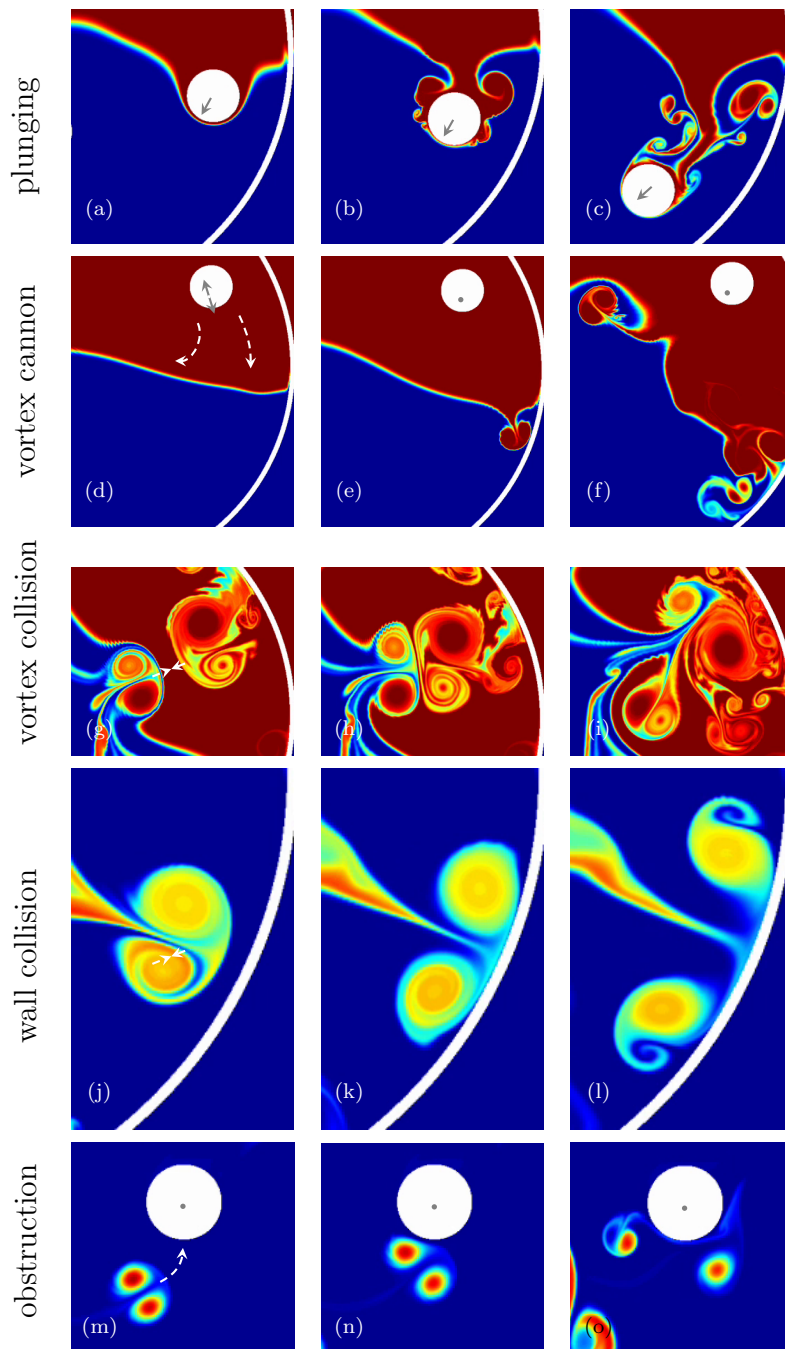 plunging
(a)
(b)
(c)
vortex cannon
(d)
(e)
(f)
vortex collision
(g)
(h)
(i)
wall collision
(j)
(k)
(l)
obstruction
(m)
(n)
(o)